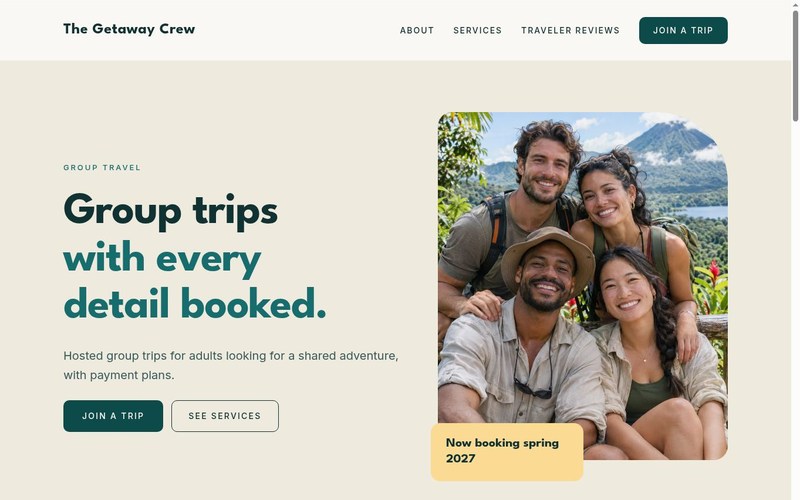 The Getaway Crew
ABOUT
SERVICES
TRAVELER REVIEWS
JOIN A TRIP
GROUP TRAVEL
Group trips
with every
detail booked.
Hosted group trips for adults looking for a shared adventure,
with payment plans.
JOIN A TRIP
SEE SERVICES
Now booking spring
2027